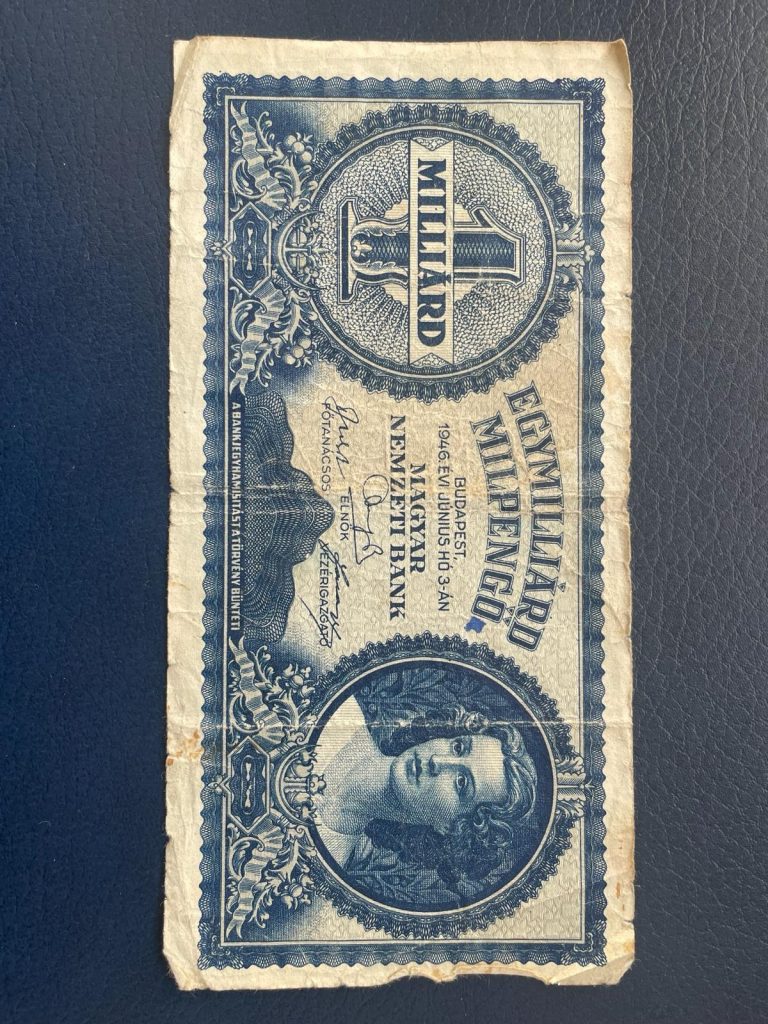 1
MILLIÁRD
EGYMILLIÁRD
MILPENGŐ
BUDAPEST,
1946. ÉVI JÚNIUS HÓ 3-ÁN
MAGYAR
NEMZETI BANK
FŐTANÁCSOS
ELNÖK
VEZÉRIGAZGATÓ
A BANKJEGYHAMISÍTÁST A TÖRVÉNY BÜNTETI